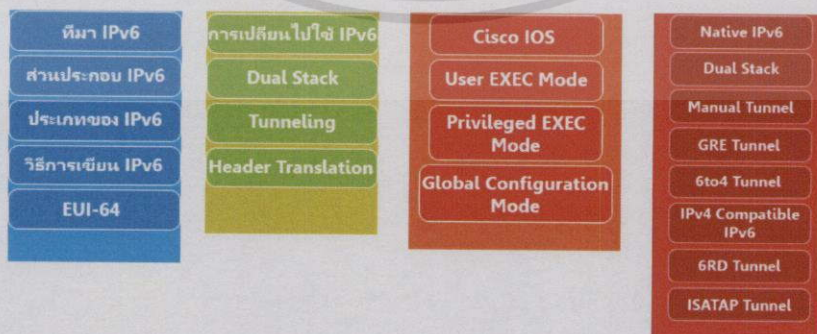 ที่มา IPv6
ส่วนประกอบ IPv6
ประเภทของ IPv6
วิธีการเขียน IPv6
EUI-64
การเปลี่ยนไปใช้ IPv6
Dual Stack
Tunneling
Header Translation
Cisco IOS
User EXEC Mode
Privileged EXEC
Mode
Global Configuration
Mode
Native IPv6
Dual Stack
Manual Tunnel
GRE Tunnel
6to4 Tunnel
IPv4 Compatible
IPv6
6RD Tunnel
ISATAP Tunnel